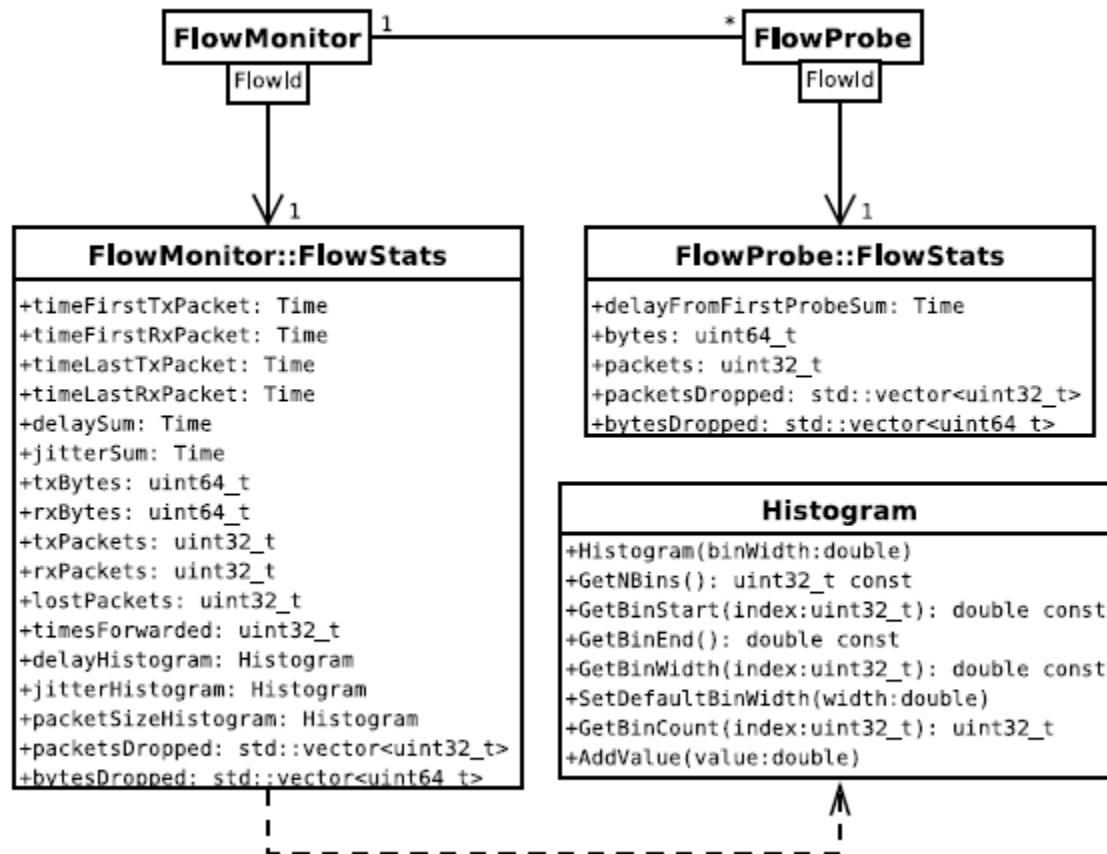 FlowMonitor
1
*
FlowProbe
FlowId
FlowId
1
1
FlowMonitor::FlowStats
+timeFirstTxPacket: Time
+timeFirstRxPacket: Time
+timeLastTxPacket: Time
+timeLastRxPacket: Time
+delaySum: Time
+jitterSum: Time
+txBytes: uint64_t
+rxBytes: uint64_t
+txPackets: uint32_t
+rxPackets: uint32_t
+lostPackets: uint32_t
+timesForwarded: uint32_t
+delayHistogram: Histogram
+jitterHistogram: Histogram
+packetSizeHistogram: Histogram
+packetsDropped: std::vector<uint32_t>
+bytesDropped: std::vector<uint64_t>
FlowProbe::FlowStats
+delayFromFirstProbeSum: Time
+bytes: uint64_t
+packets: uint32_t
+packetsDropped: std::vector<uint32_t>
+bytesDropped: std::vector<uint64_t>
Histogram
+Histogram(binWidth:double)
+GetNBins(): uint32_t const
+GetBinStart(index:uint32_t): double const
+GetBinEnd(): double const
+GetBinWidth(index:uint32_t): double const
+SetDefaultBinWidth(width:double)
+GetBinCount(index:uint32_t): uint32_t
+AddValue(value:double)